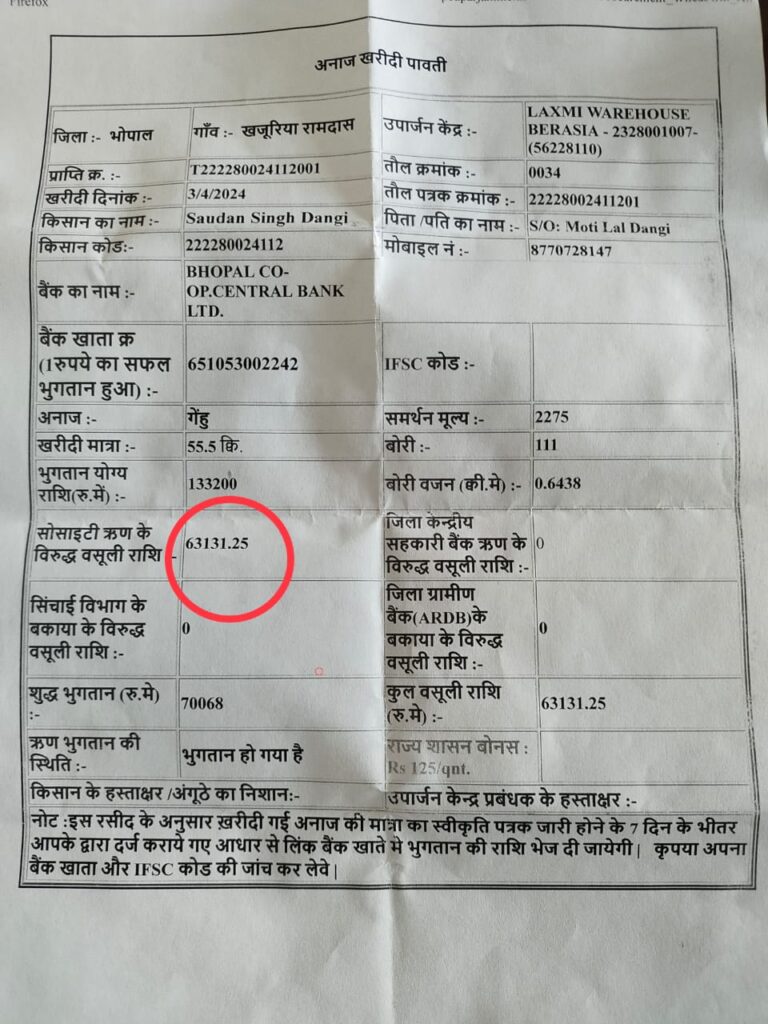 Firefox
अनाज खरीदी पावती
जिला :- भोपाल
गाँव :- खजूरिया रामदास
उपार्जन केंद्र :-
LAXMI WAREHOUSE
BERASIA - 2328001007-
(56228110)
प्राप्ति क्र. :-
T222280024112001
तौल क्रमांक :-
0034
खरीदी दिनांक :-
3/4/2024
तौल पत्रक क्रमांक :-
22228002411201
किसान का नाम :-
Saudan Singh Dangi
पिता /पति का नाम :-
S/O: Moti Lal Dangi
किसान कोड:-
222280024112
मोबाइल नं :-
8770728147
बैंक का नाम :-
BHOPAL CO-
OP.CENTRAL BANK
LTD.
बैंक खाता क्र
(1रुपये का सफल
भुगतान हुआ) :-
651053002242
IFSC कोड :-
अनाज :-
गेंहु
समर्थन मूल्य :-
2275
खरीदी मात्रा :-
55.5 क्वि.
बोरी :-
111
भुगतान योग्य
राशि(रु.में) :-
133200
बोरी वजन (क्वी.मे) :-
0.6438
सोसाइटी ऋण के
विरुद्ध वसूली राशि :-
63131.25
जिला केन्द्रीय
सहकारी बैंक ऋण के
विरुद्ध वसूली राशि :-
0
सिंचाई विभाग के
बकाया के विरुद्ध
वसूली राशि :-
0
जिला ग्रामीण
बैंक(ARDB)के
बकाया के विरुद्ध
वसूली राशि :-
0
शुद्ध भुगतान (रु.मे)
:-
70068
कुल वसूली राशि
(रु.मे) :-
63131.25
ऋण भुगतान की
स्थिति :-
भुगतान हो गया है
राज्य शासन बोनस :
Rs 125/qnt.
किसान के हस्ताक्षर /अंगूठे का निशान:-
उपार्जन केन्द्र प्रबंधक के हस्ताक्षर :-
नोट :इस रसीद के अनुसार ख़रीदी गई अनाज की मात्रा का स्वीकृति पत्रक जारी होने के 7 दिन के भीतर
आपके द्वारा दर्ज कराये गए आधार से लिंक बैंक खाते मे भुगतान की राशि भेज दी जायेगी | कृपया अपना
बैंक खाता और IFSC कोड की जांच कर लेवे |